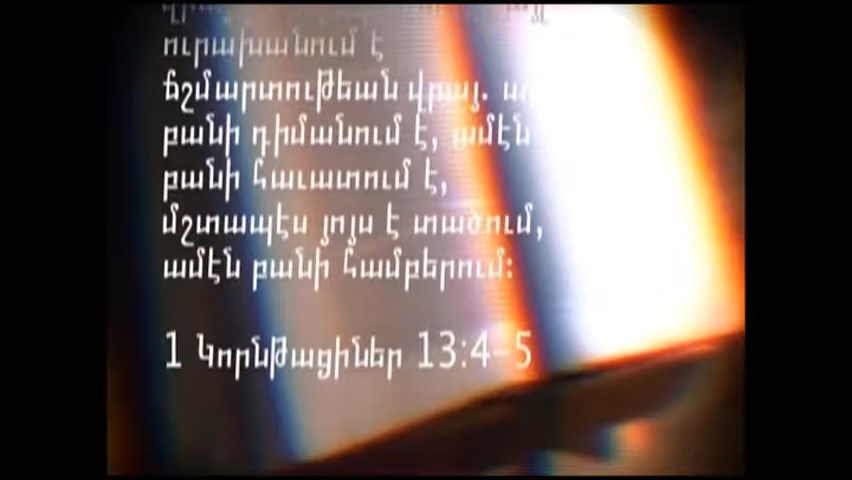 ուրախանում է
ճշմարտութեան վրայ. ամ
բանի դիմանում է, ամէն
բանի հաւատում է,
մշտապէս յոյս է տածում,
ամէն բանի համբերում:
1 Կորնթացիներ 13:4-5